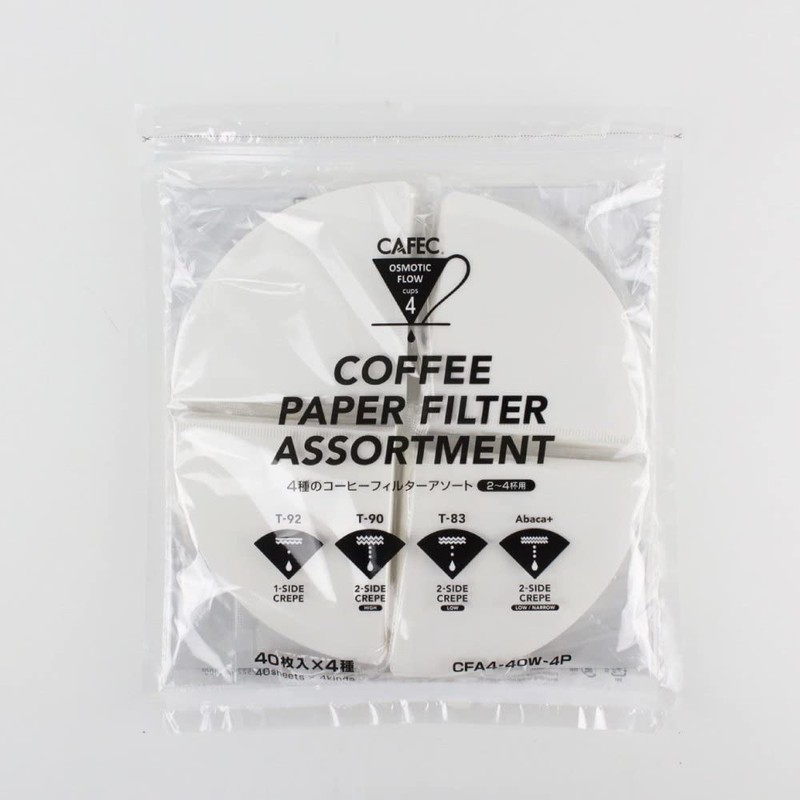 CAFEC®
OSMOTIC
FLOW
cups
4
COFFEE
PAPER FILTER
ASSORTMENT
4種のコーヒーフィルターアソート 2〜4杯用
T-92 T-90 T-83 Abaca+
1-SIDE CREPE
2-SIDE CREPE HIGH
2-SIDE CREPE LOW
2-SIDE CREPE LOW / NARROW
40枚入×4種 CFA4-40W-4P
40sheets × 4kinds